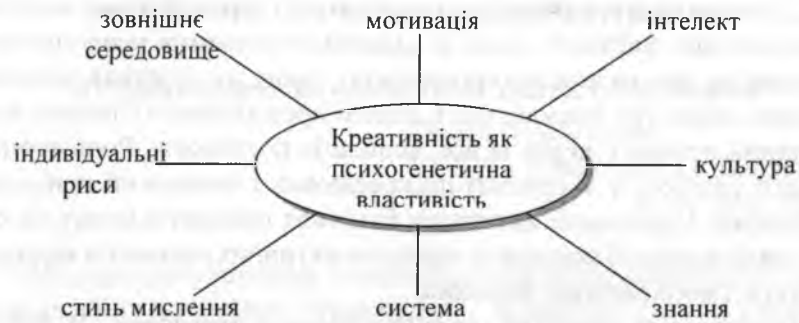 зовнішнє
середовище
мотивація
інтелект
індивідуальні
риси
Креативність як
психогенетична
властивість
культура
стиль мислення
система
знання